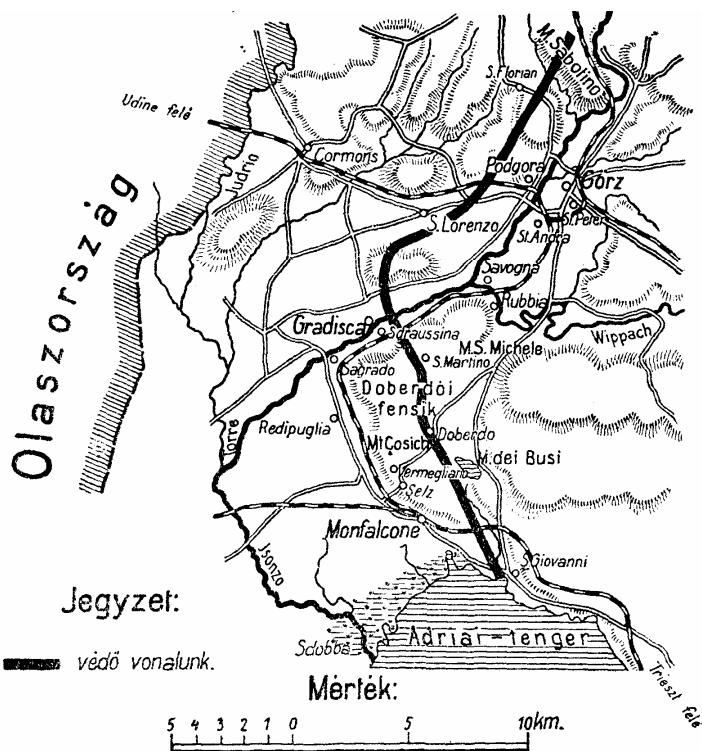 M. Sabotino
S. Florian
Udine felé
Cormons
Judrio
Podgora
Görz
Olaszország
S. Lorenzo
St. Peter
St. Andrä
Savogna
Rubbia
Gradisca
Sdraussina
Wippach
M.S. Michele
S. Martino
Sagrado
Doberdói
fensik
Torre
Redipuglia
Doberdo
Mt Cosich
M. dei Busi
Vermegliano
Selz
Monfalcone
Jsonzo
S. Giovanni
Jegyzet:
Sdobba
Adriai-tenger
védő vonalunk.
Trieszt felé
Mérték:
5 4 3 2 1 0 5 10km.